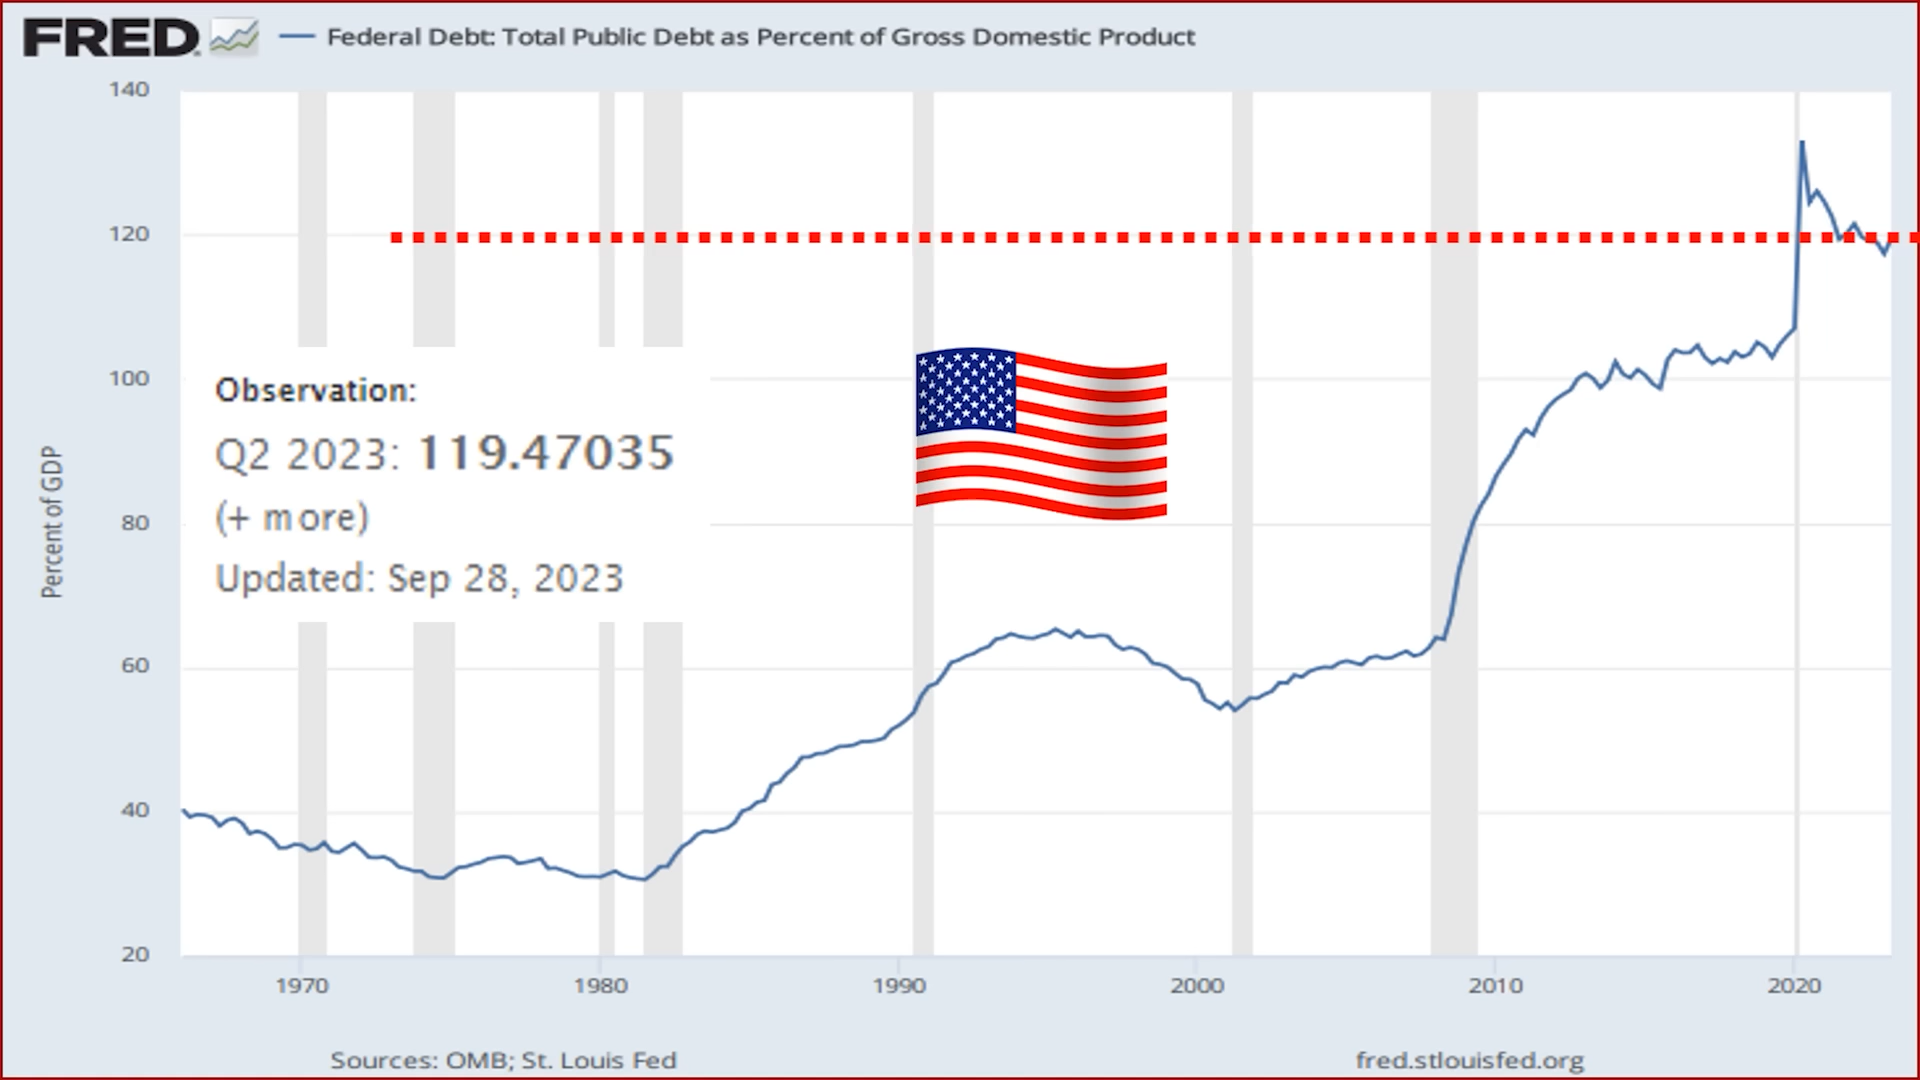 FRED
Federal Debt: Total Public Debt as Percent of Gross Domestic Product
140
120
100
80
60
40
20
Percent of GDP
Observation:
Q2 2023: 119.47035
(+ more)
Updated: Sep 28, 2023
1970 1980 1990 2000 2010 2020
Sources: OMB; St. Louis Fed
fred.stlouisfed.org